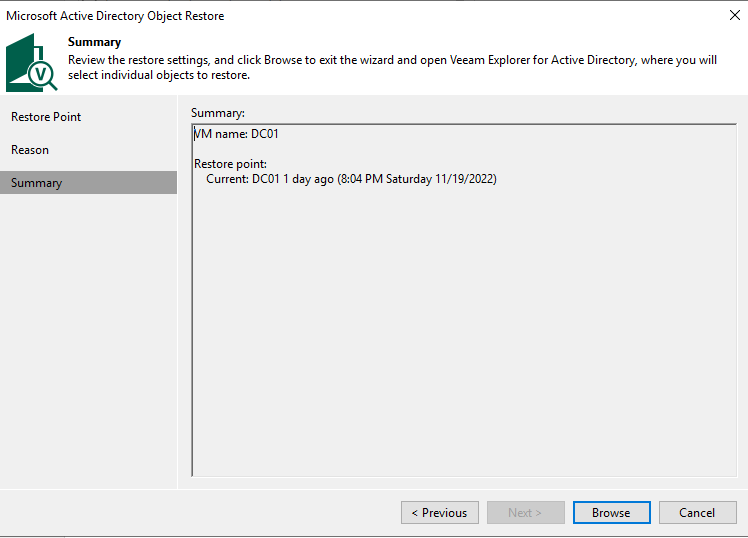 Microsoft Active Directory Object Restore
Summary
Review the restore settings, and click Browse to exit the wizard and open Veeam Explorer for Active Directory, where you will
select individual objects to restore.
Restore Point
Reason
Summary
Summary:
VM name: DC01
Restore point:
Current: DC01 1 day ago (8:04 PM Saturday 11/19/2022)
< Previous
Next >
Browse
Cancel